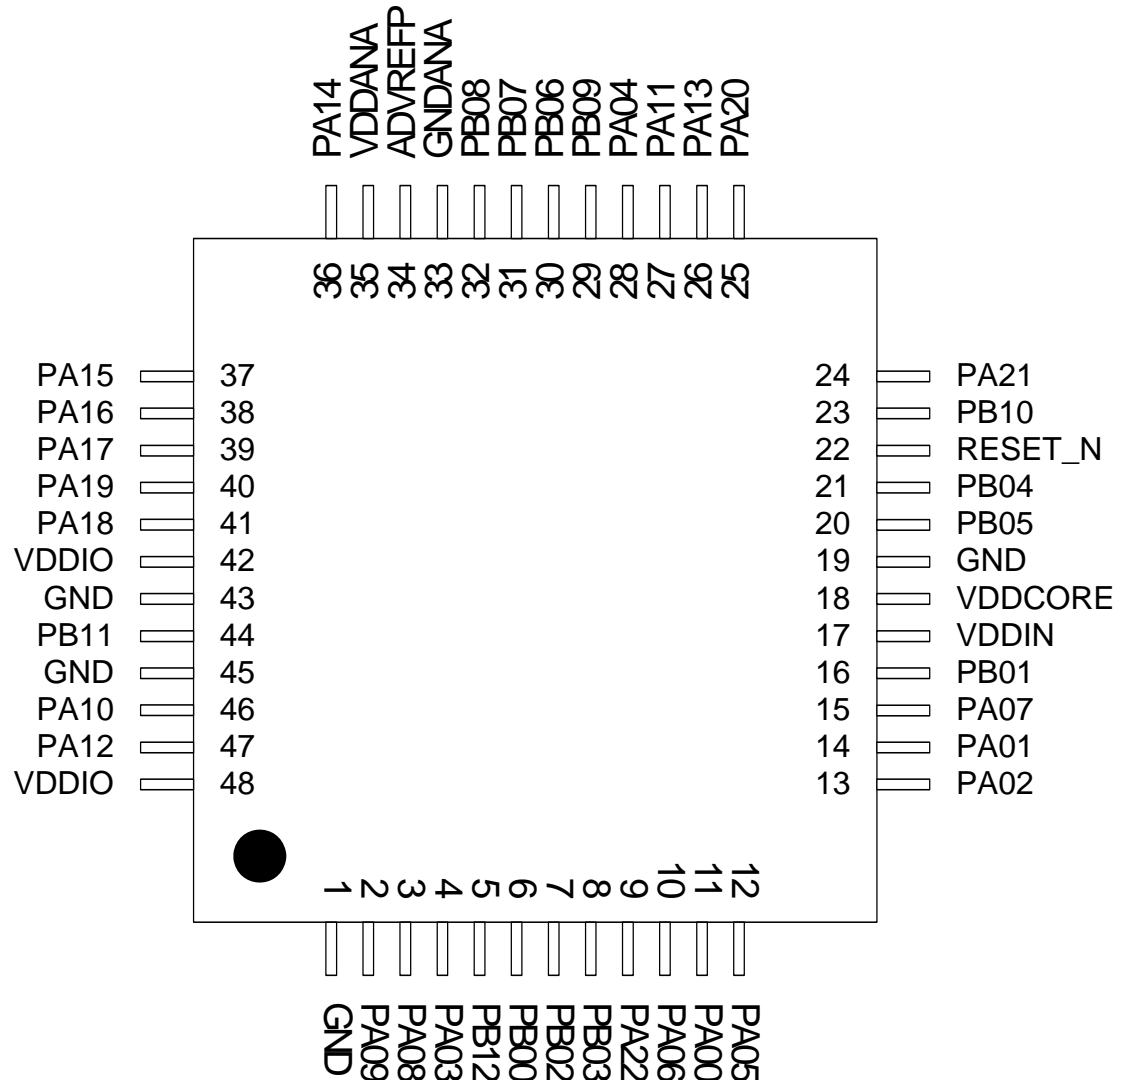 PA14
VDDANA
ADVREFP
GNDANA
PB08
PB07
PB06
PB09
PA04
PA11
PA13
PA20
36
35
34
33
32
31
30
29
28
27
26
25
PA15 37
PA16 38
PA17 39
PA19 40
PA18 41
VDDIO 42
GND 43
PB11 44
GND 45
PA10 46
PA12 47
VDDIO 48
24 PA21
23 PB10
22 RESET_N
21 PB04
20 PB05
19 GND
18 VDDCORE
17 VDDIN
16 PB01
15 PA07
14 PA01
13 PA02
1
2
3
4
5
6
7
8
9
10
11
12
GND
PA09
PA08
PA03
PB12
PB00
PB02
PB03
PA22
PA06
PA00
PA05